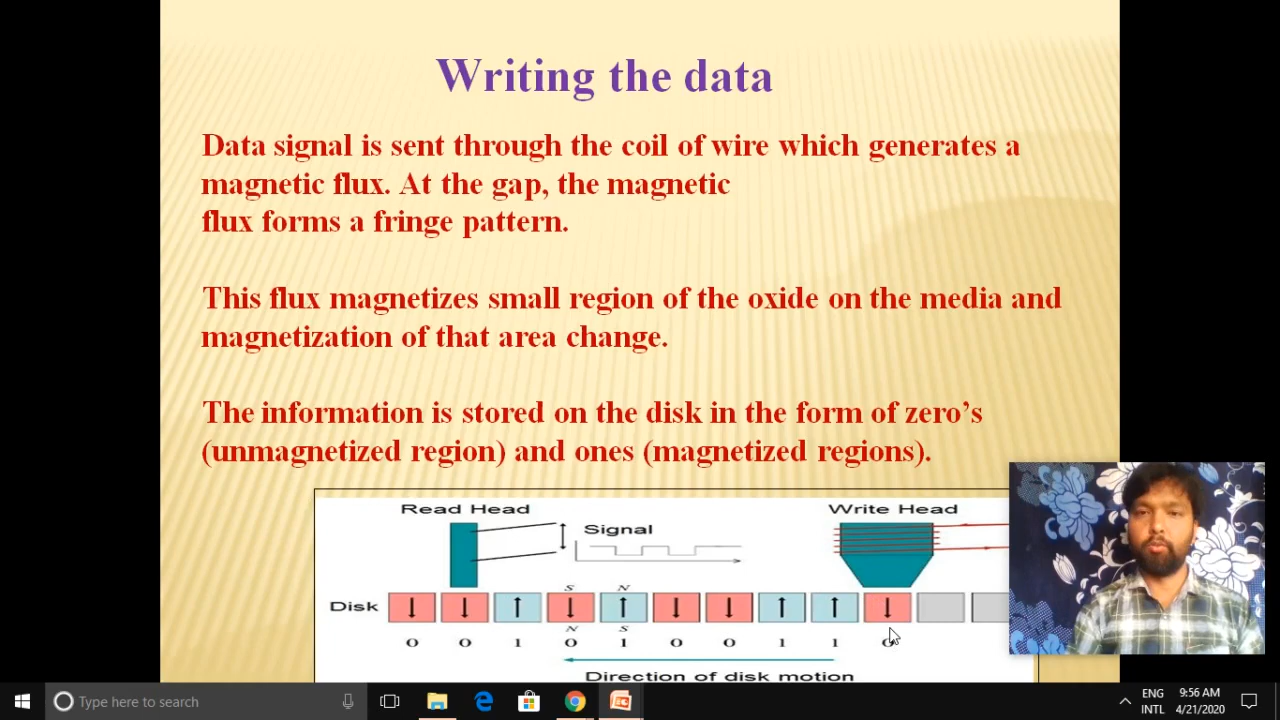 Writing the data
Data signal is sent through the coil of wire which generates a
magnetic flux. At the gap, the magnetic
flux forms a fringe pattern.
This flux magnetizes small region of the oxide on the media and
magnetization of that area change.
The information is stored on the disk in the form of zero’s
(unmagnetized region) and ones (magnetized regions).
Read Head
Write Head
Signal
S N
Disk
N S
0 0 1 0 1 0 0 1 1 0
Direction of disk motion
Type here to search
ENG 9:56 AM
INTL 4/21/2020